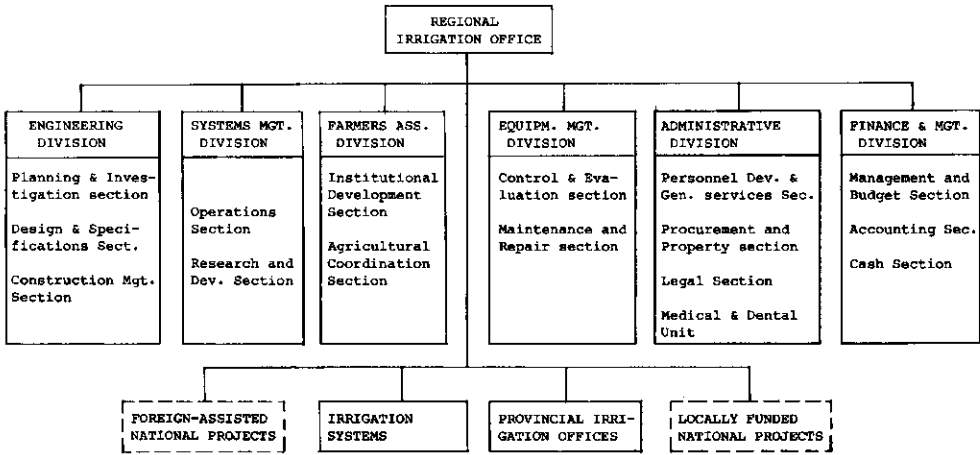 REGIONAL
IRRIGATION OFFICE
ENGINEERING
DIVISION
Planning & Inves-
tigation section
Design & Speci-
fications Sect.
Construction Mgt.
Section
SYSTEMS MGT.
DIVISION
Operations
Section
Research and
Dev. Section
FARMERS ASS.
DIVISION
Institutional
Development
Section
Agricultural
Coordination
Section
EQUIPM. MGT.
DIVISION
Control & Eva-
luation section
Maintenance and
Repair section
ADMINISTRATIVE
DIVISION
Personnel Dev. &
Gen. services Sec.
Procurement and
Property section
Legal Section
Medical & Dental
Unit
FINANCE & MGT.
DIVISION
Management and
Budget Section
Accounting Sec.
Cash Section
FOREIGN-ASSISTED
NATIONAL PROJECTS
IRRIGATION
SYSTEMS
PROVINCIAL IRRI-
GATION OFFICES
LOCALLY FUNDED
NATIONAL PROJECTS